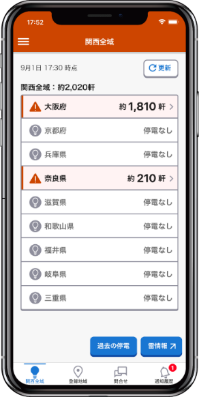 17:52
関西全域
9月1日 17:30 時点
更新
関西全域：約2,020軒
大阪府 約 1,810 軒
京都府 停電なし
兵庫県 停電なし
奈良県 約 210 軒
滋賀県 停電なし
和歌山県 停電なし
福井県 停電なし
岐阜県 停電なし
三重県 停電なし
過去の停電 雷情報
関西全域 登録地域 問合せ 通知履歴
1